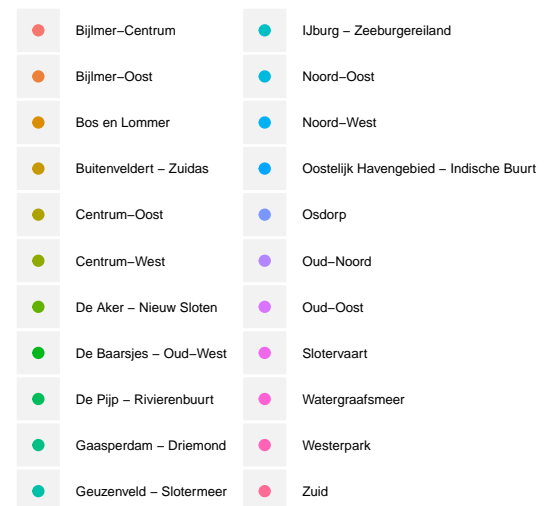 Bijlmer−Centrum
Bijlmer−Oost
Bos en Lommer
Buitenveldert − Zuidas
Centrum−Oost
Centrum−West
De Aker − Nieuw Sloten
De Baarsjes − Oud−West
De Pijp − Rivierenbuurt
Gaasperdam − Driemond
Geuzenveld − Slotermeer
IJburg − Zeeburgereiland
Noord−Oost
Noord−West
Oostelijk Havengebied − Indische Buurt
Osdorp
Oud−Noord
Oud−Oost
Slotervaart
Watergraafsmeer
Westerpark
Zuid